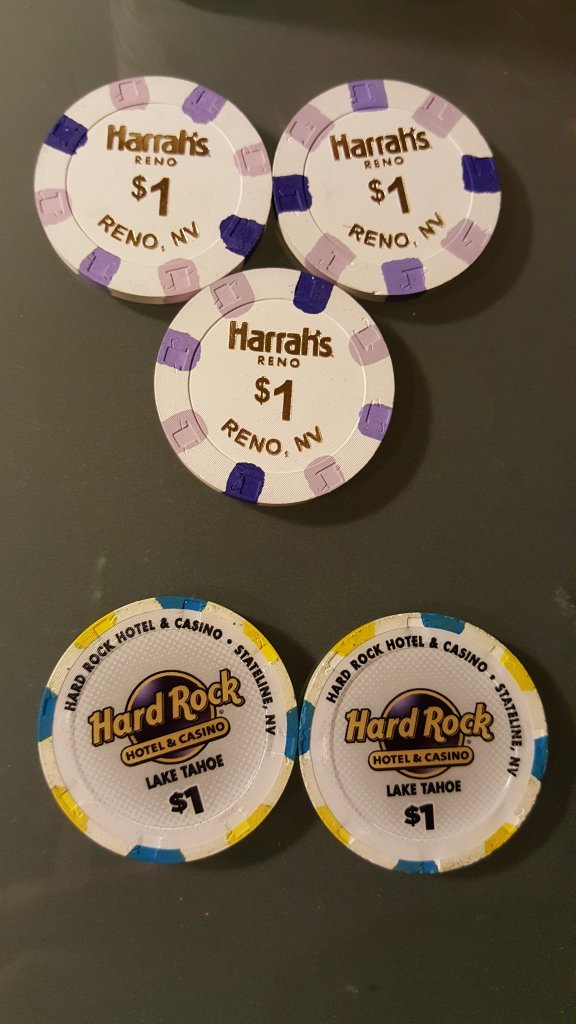 Harrah's
RENO
$1
RENO, NV
Harrah's
RENO
$1
RENO, NV
Harrah's
RENO
$1
RENO, NV
HARD ROCK HOTEL & CASINO • STATELINE, NV
Hard Rock
HOTEL & CASINO
LAKE TAHOE
$1
HARD ROCK HOTEL & CASINO • STATELINE, NV
Hard Rock
HOTEL & CASINO
LAKE TAHOE
$1